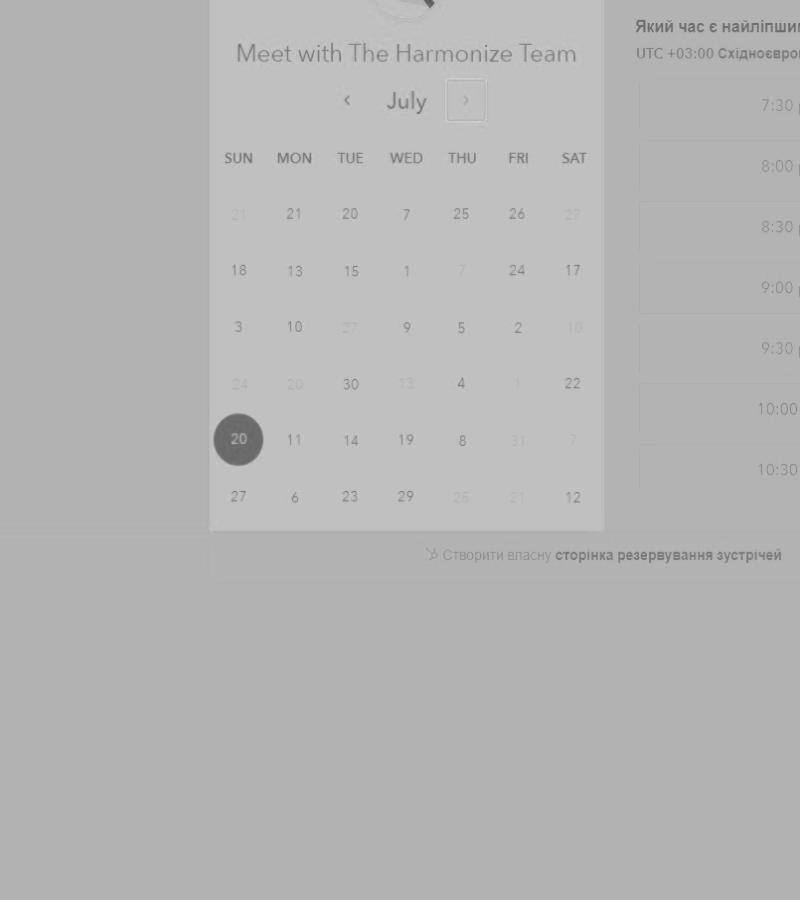 Meet with The Harmonize Team
July
SUN MON TUE WED THU FRI SAT
21 21 20 7 25 26 27
18 13 15 1 7 24 17
3 10 27 9 5 2 10
24 20 30 13 4 1 22
20 11 14 19 8 31 7
27 6 23 29 25 21 12
Створити власну сторінка резервування зустрічей
Який час є найліпши
UTC +03:00 Східноєвро
7:30
8:00
8:30
9:00
9:30
10:00
10:30